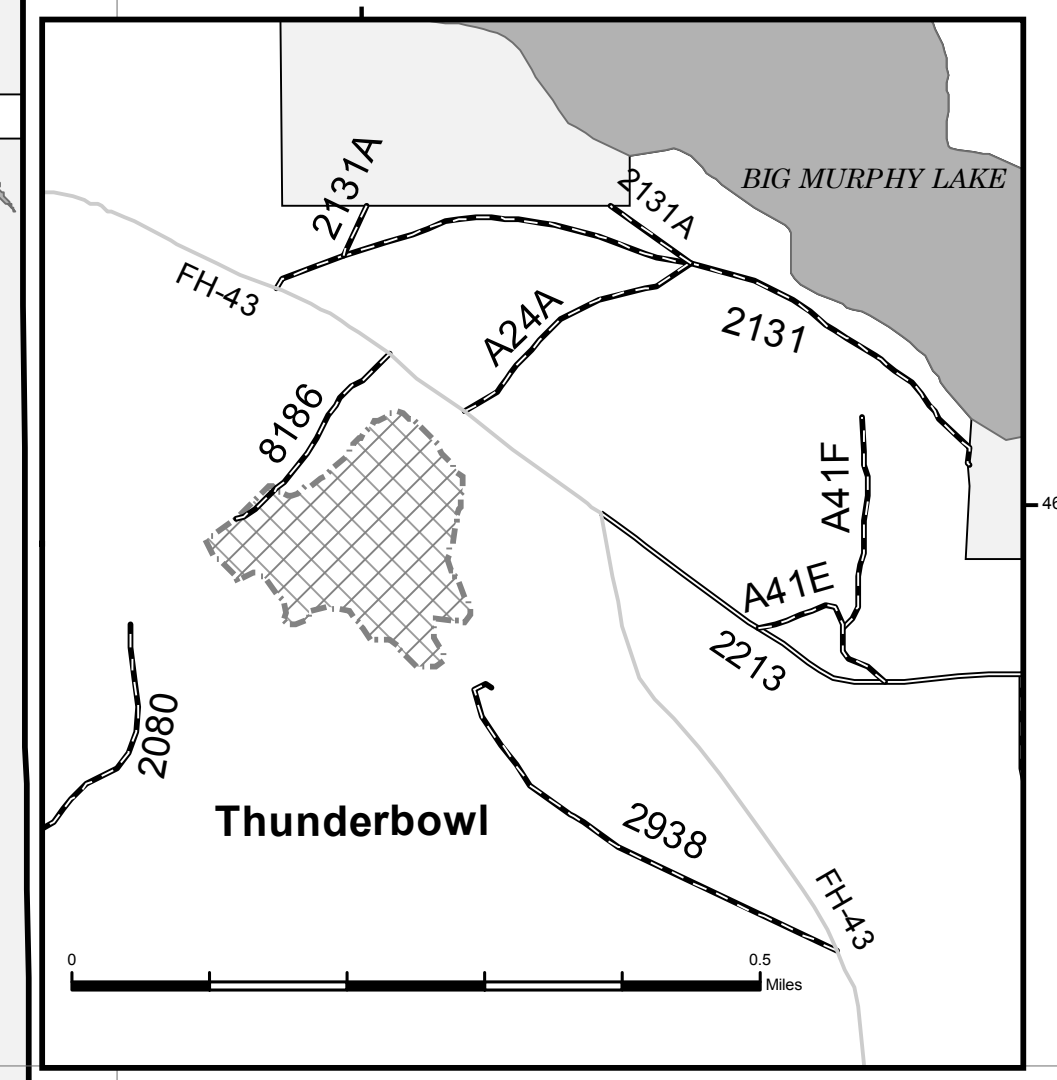 2131A
2131A
BIG MURPHY LAKE
FH-43
A24A
2131
8186
A41F
46
A41E
2213
2080
Thunderbowl
2938
FH-43
0
0.5
Miles